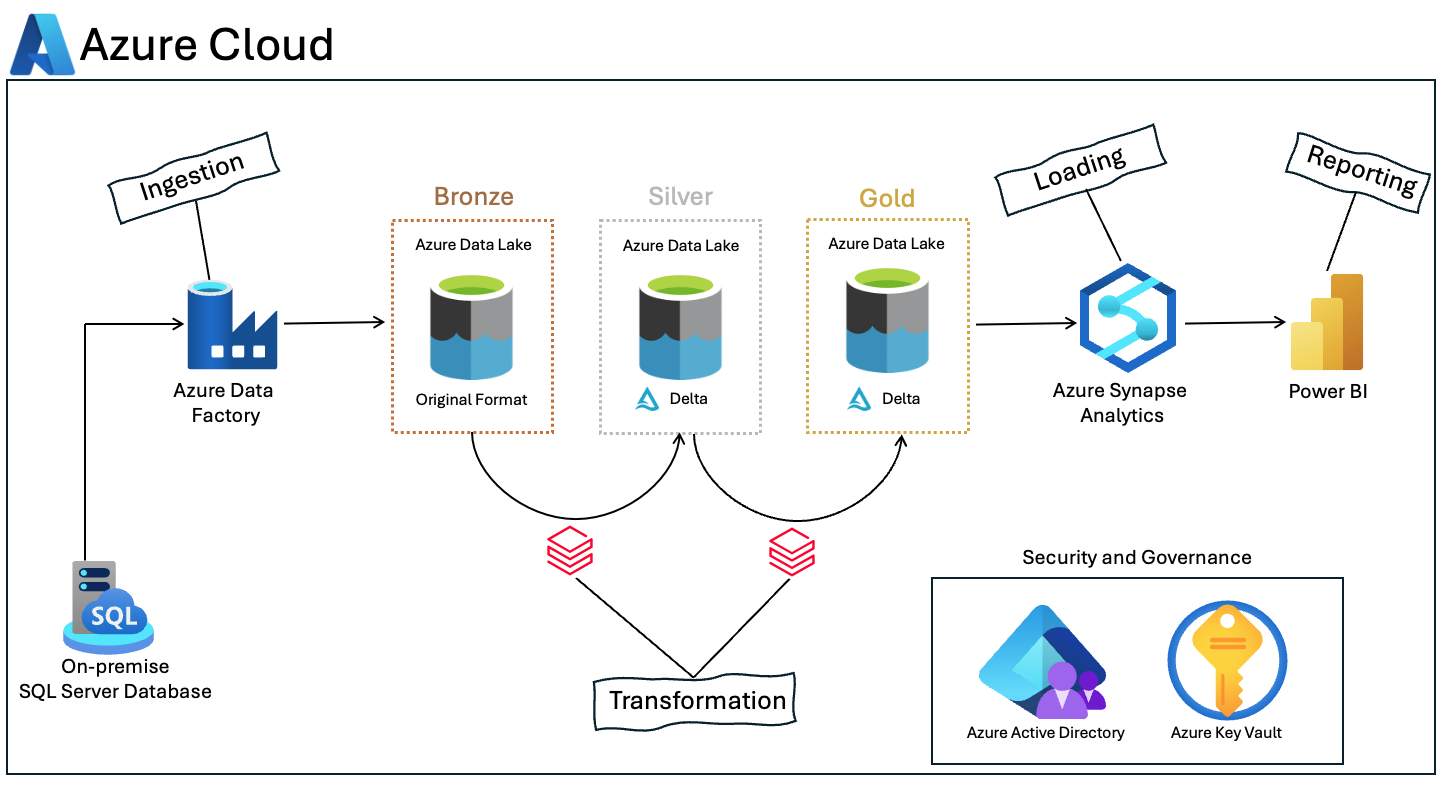 Azure Cloud
Ingestion
Loading
Reporting
Bronze
Silver
Gold
Azure Data Lake
Azure Data Lake
Azure Data Lake
Original Format
Delta
Delta
Azure Data
Factory
Azure Synapse
Analytics
Power BI
SQL
On-premise
SQL Server Database
Transformation
Security and Governance
Azure Active Directory
Azure Key Vault